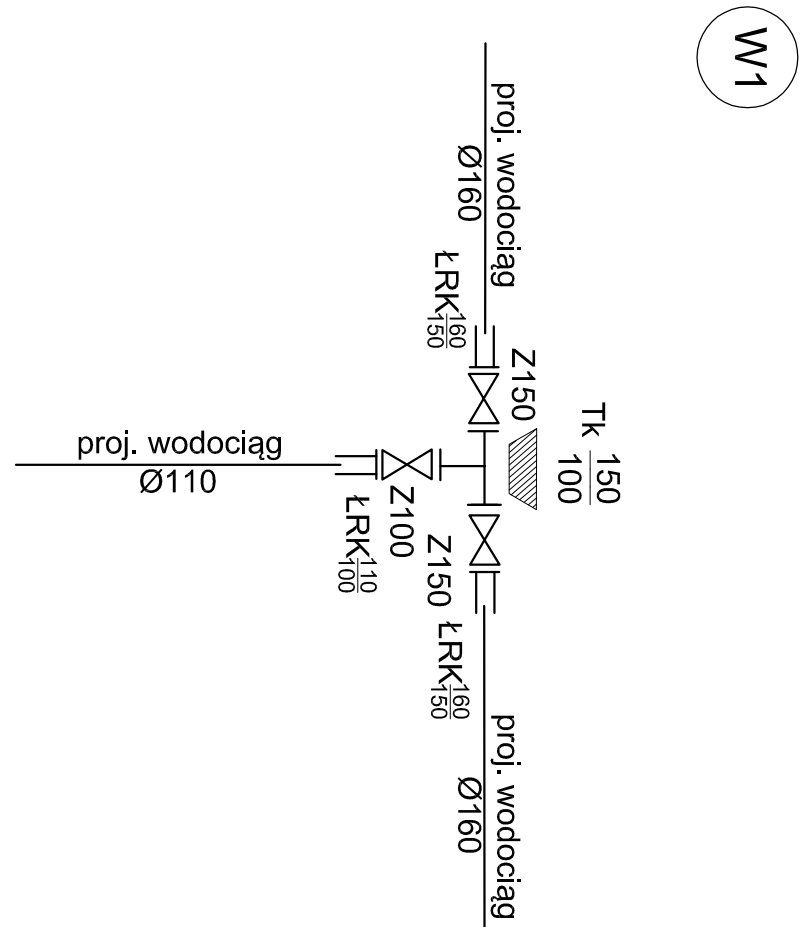 W1
proj. wodociąg
Ø160
ŁRK 160/150
Z150
Tk 150/100
proj. wodociąg
Ø110
ŁRK 110/100
Z100
Z150
ŁRK 160/150
proj. wodociąg
Ø160